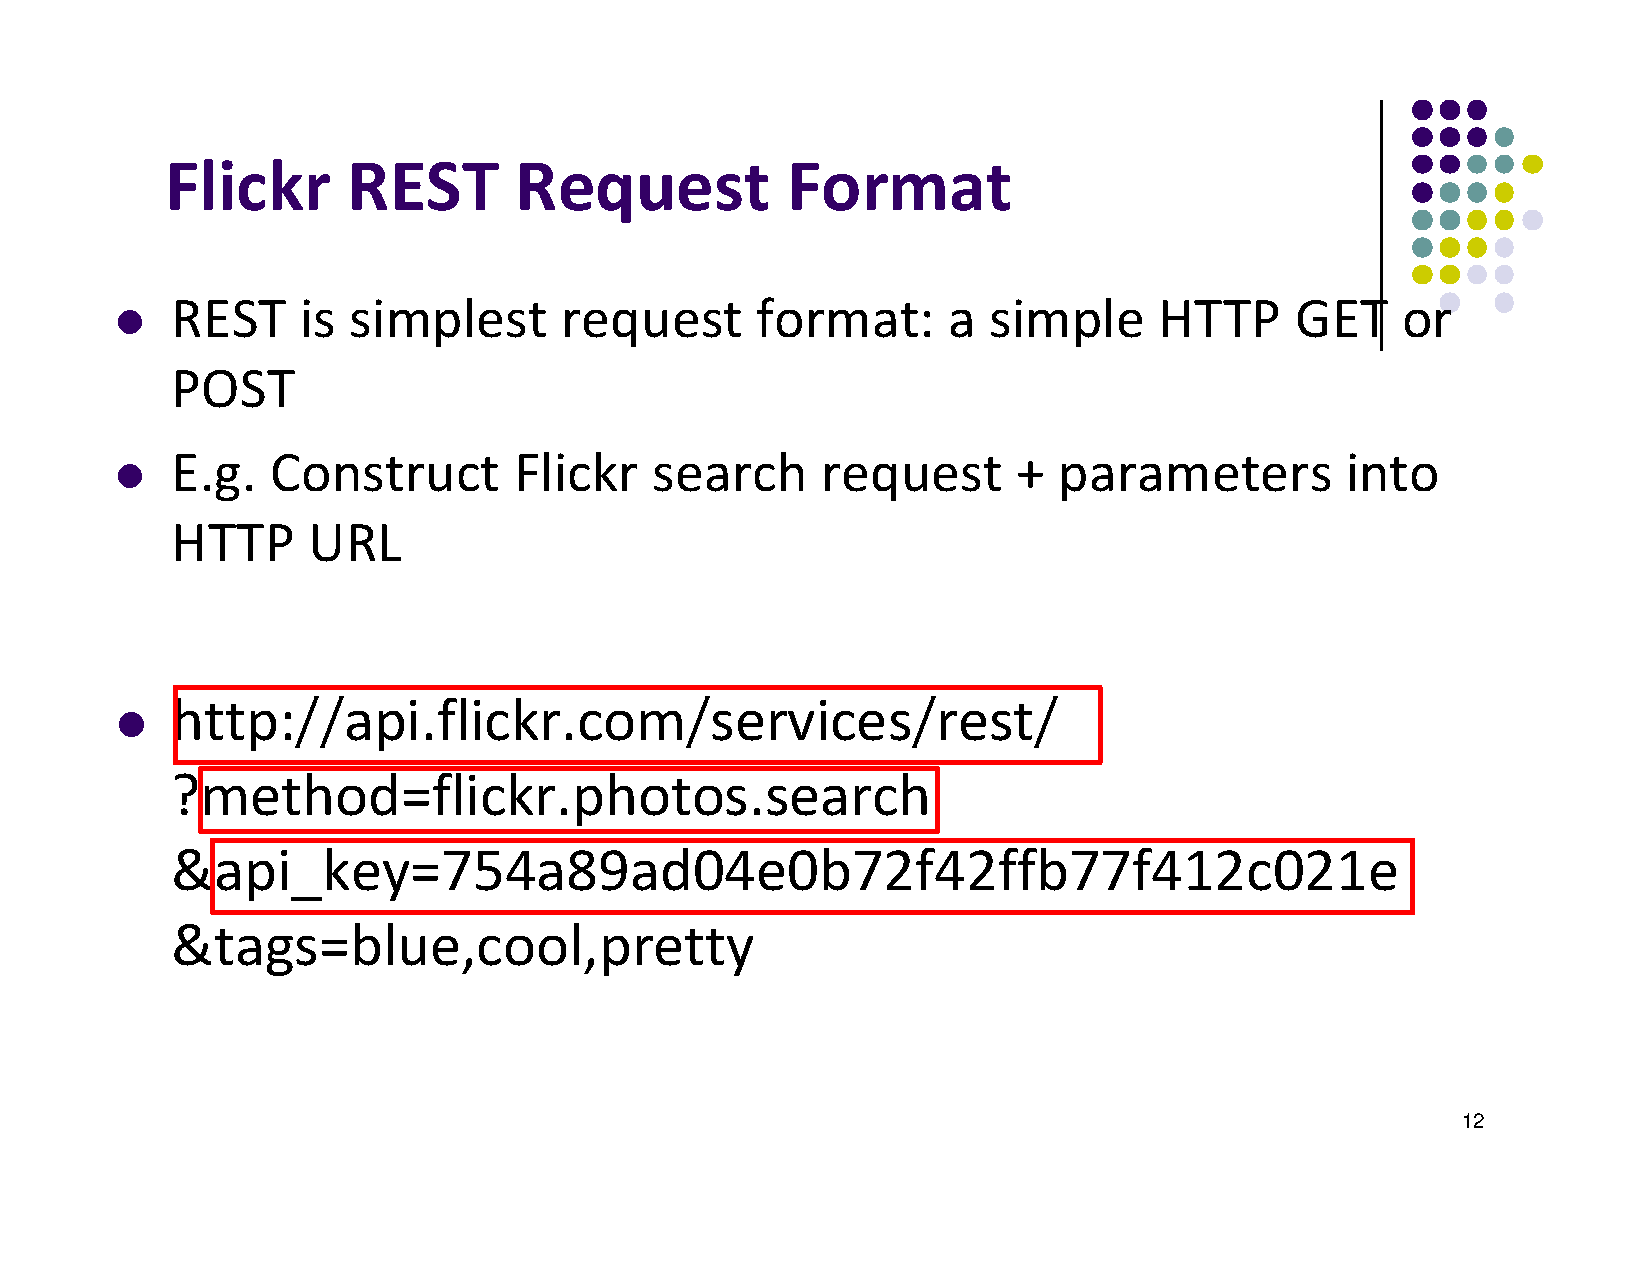 Flickr REST Request Format
REST is simplest request format: a simple HTTP GET or
POST
E.g. Construct Flickr search request + parameters into
HTTP URL
http://api.flickr.com/services/rest/
?method=flickr.photos.search
&api_key=754a89ad04e0b72f42ffb77f412c021e
&tags=blue,cool,pretty
12